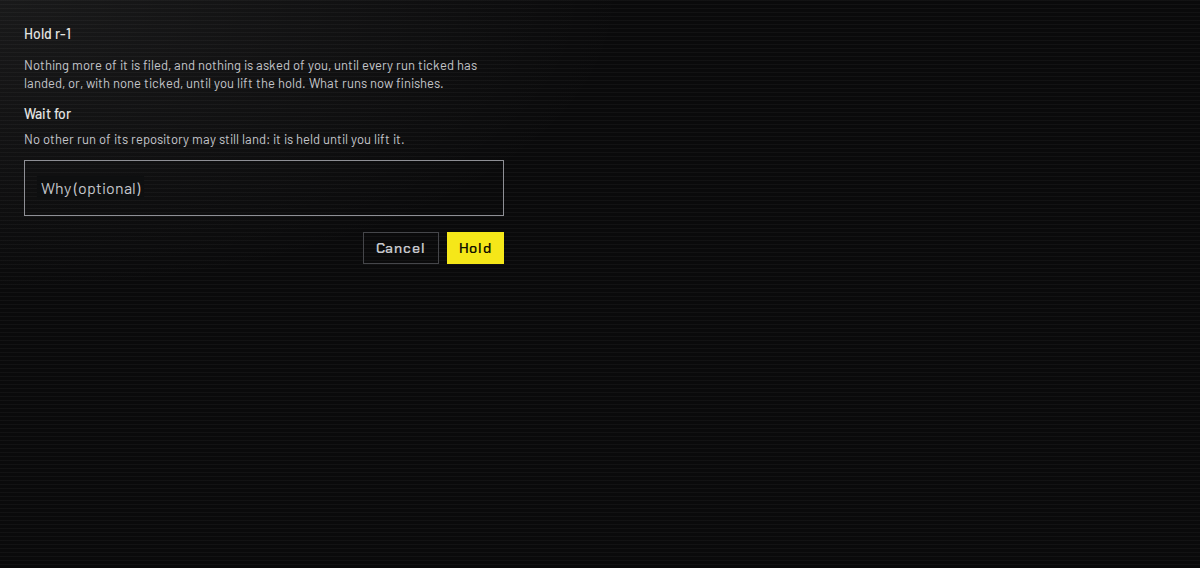 Hold r-1
Nothing more of it is filed, and nothing is asked of you, until every run ticked has
landed, or, with none ticked, until you lift the hold. What runs now finishes.
Wait for
No other run of its repository may still land: it is held until you lift it.
Why (optional)
Cancel Hold